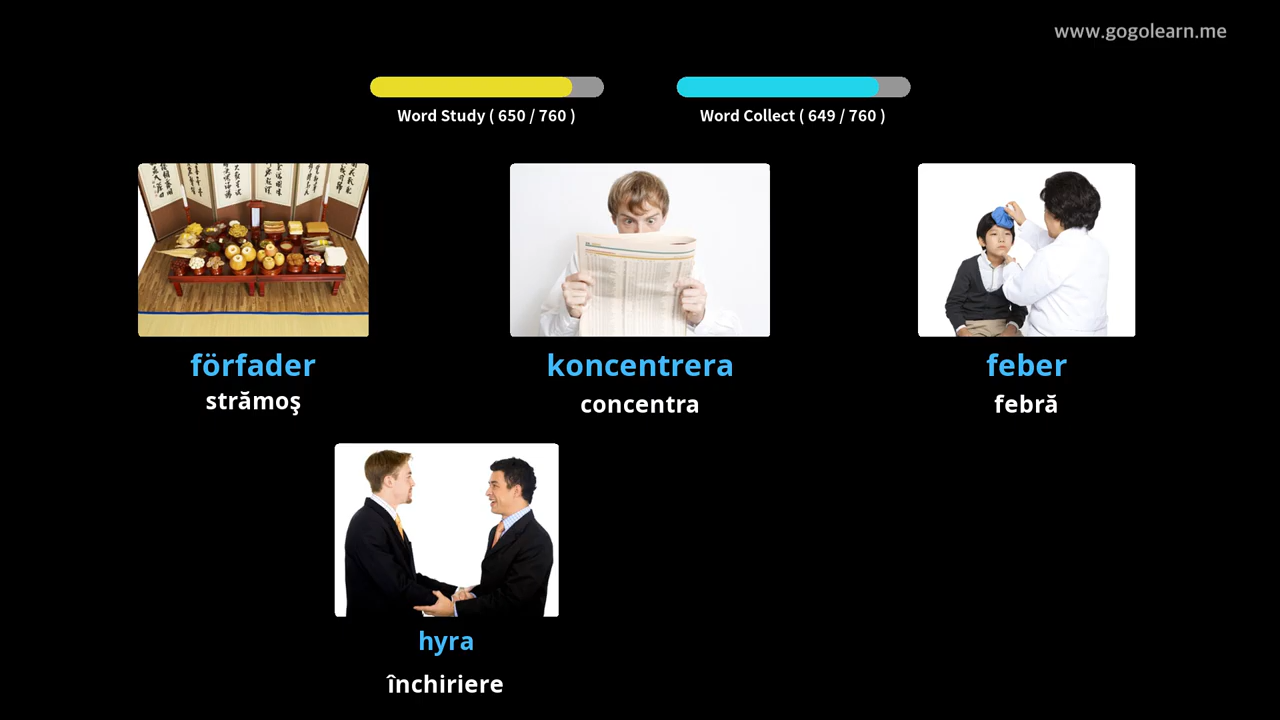 www.gogolearn.me
Word Study ( 650 / 760 )
Word Collect ( 649 / 760 )
förfader
strămoş
koncentrera
concentra
feber
febră
hyra
închiriere